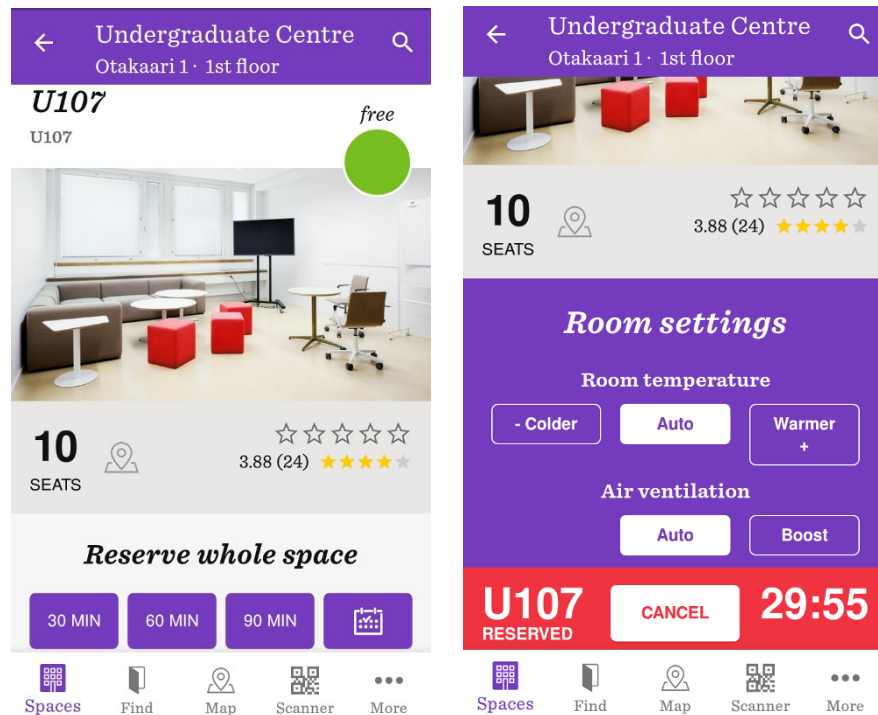 Undergraduate Centre
Otakaari 1 · 1st floor
U107
U107
free
10
SEATS
3.88 (24)
Reserve whole space
30 MIN
60 MIN
90 MIN
Spaces
Find
Map
Scanner
More
Undergraduate Centre
Otakaari 1 · 1st floor
10
SEATS
3.88 (24)
Room settings
Room temperature
- Colder
Auto
Warmer
+
Air ventilation
Auto
Boost
U107
RESERVED
CANCEL
29:55
Spaces
Find
Map
Scanner
More